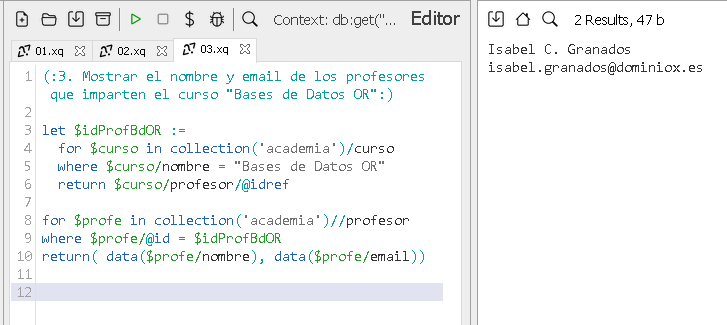 Context: db:get("...
Editor
01.xq
02.xq
03.xq
1 (:3. Mostrar el nombre y email de los profesores
que imparten el curso "Bases de Datos OR":)
2
3 let $idProfBdOR :=
4 for $curso in collection('academia')/curso
5 where $curso/nombre = "Bases de Datos OR"
6 return $curso/profesor/@idref
7
8 for $profe in collection('academia')//profesor
9 where $profe/@id = $idProfBdOR
10 return( data($profe/nombre), data($profe/email))
11
12
2 Results, 47 b
Isabel C. Granados
isabel.granados@dominiox.es